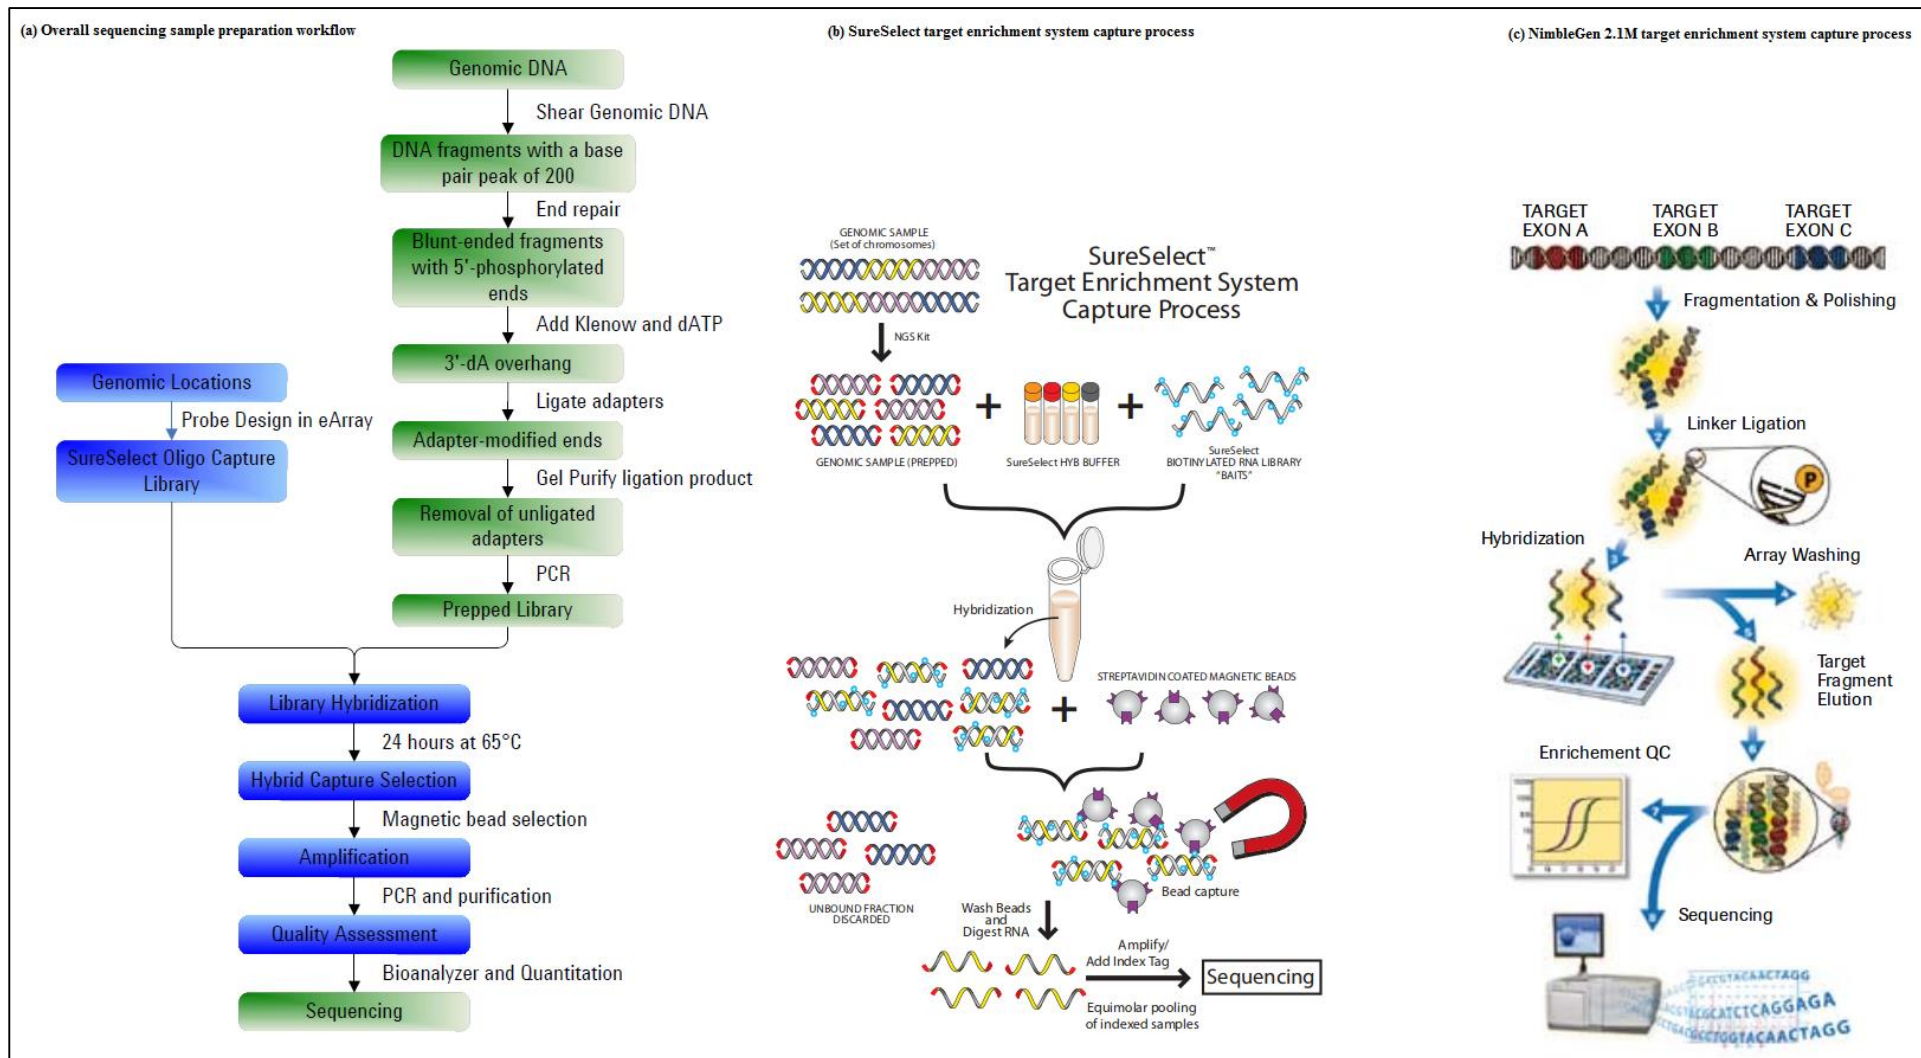 (a) Overall sequencing sample preparation workflow
Genomic DNA
Shear Genomic DNA
DNA fragments with a base
pair peak of 200
End repair
Blunt-ended fragments
with 5'-phosphorylated
ends
Add Klenow and dATP
3'-dA overhang
Ligate adapters
Adapter-modified ends
Gel Purify ligation product
Removal of unligated
adapters
PCR
Prepped Library
Genomic Locations
Probe Design in eArray
SureSelect Oligo Capture
Library
Library Hybridization
24 hours at 65°C
Hybrid Capture Selection
Magnetic bead selection
Amplification
PCR and purification
Quality Assessment
Bioanalyzer and Quantitation
Sequencing
(b) SureSelect target enrichment system capture process
GENOMIC SAMPLE
(Set of chromosomes)
SureSelect™
Target Enrichment System
Capture Process
NGS Kit
+
+
GENOMIC SAMPLE (PREPPED)
SureSelect HYB BUFFER
SureSelect
BIOTINYLATED RNA LIBRARY
"BAITS"
Hybridization
STREPTAVIDIN COATED MAGNETIC BEADS
+
Bead capture
UNBOUND FRACTION
DISCARDED
Wash Beads
and
Digest RNA
Amplify/
Add Index Tag
Sequencing
Equimolar pooling
of indexed samples
(c) NimbleGen 2.1M target enrichment system capture process
TARGET
EXON A
TARGET
EXON B
TARGET
EXON C
1
Fragmentation & Polishing
2
Linker Ligation
P
Hybridization
3
Array Washing
4
5
Target
Fragment
Elution
6
Enrichement QC
7
8
Sequencing